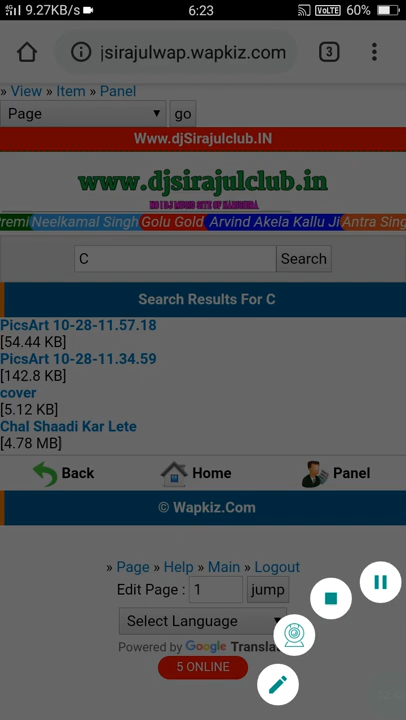 4G 9.27KB/s 6:23 VoLTE 60%
jsirajulwap.wapkiz.com 3
» View » Item » Panel
Page go
Www.djSirajulclub.IN
www.djsirajulclub.in
Premi Neelkamal Singh Golu Gold Arvind Akela Kallu Ji Antra Sing
C Search
Search Results For C
PicsArt 10-28-11.57.18
[54.44 KB]
PicsArt 10-28-11.34.59
[142.8 KB]
cover
[5.12 KB]
Chal Shaadi Kar Lete
[4.78 MB]
Back Home Panel
© Wapkiz.Com
» Page » Help » Main » Logout
Edit Page : 1 jump
Select Language
Powered by Google Transla
5 ONLINE